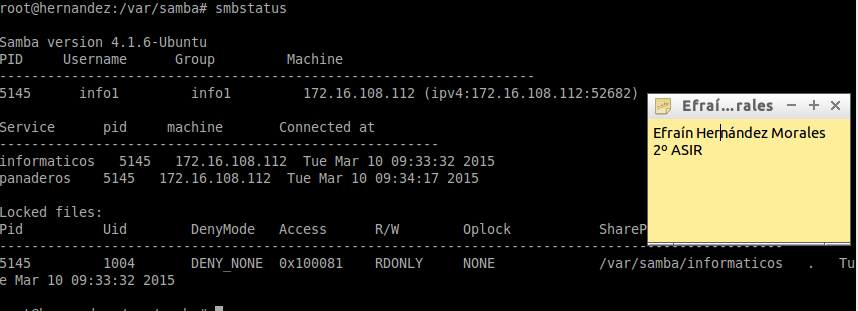 root@hernandez:/var/samba# smbstatus
Samba version 4.1.6-Ubuntu
PID Username Group Machine
-------------------------------------------------------------------
5145 info1 info1 172.16.108.112 (ipv4:172.16.108.112:52682)
Efraí...rales
Efraín Hernández Morales
2º ASIR
Service pid machine Connected at
-------------------------------------------------------
informaticos 5145 172.16.108.112 Tue Mar 10 09:33:32 2015
panaderos 5145 172.16.108.112 Tue Mar 10 09:34:17 2015
Locked files:
Pid Uid DenyMode Access R/W Oplock ShareP
--------------------------------------------------------------------------------------------------
5145 1004 DENY_NONE 0x100081 RDONLY NONE /var/samba/informaticos . Tu
e Mar 10 09:33:32 2015